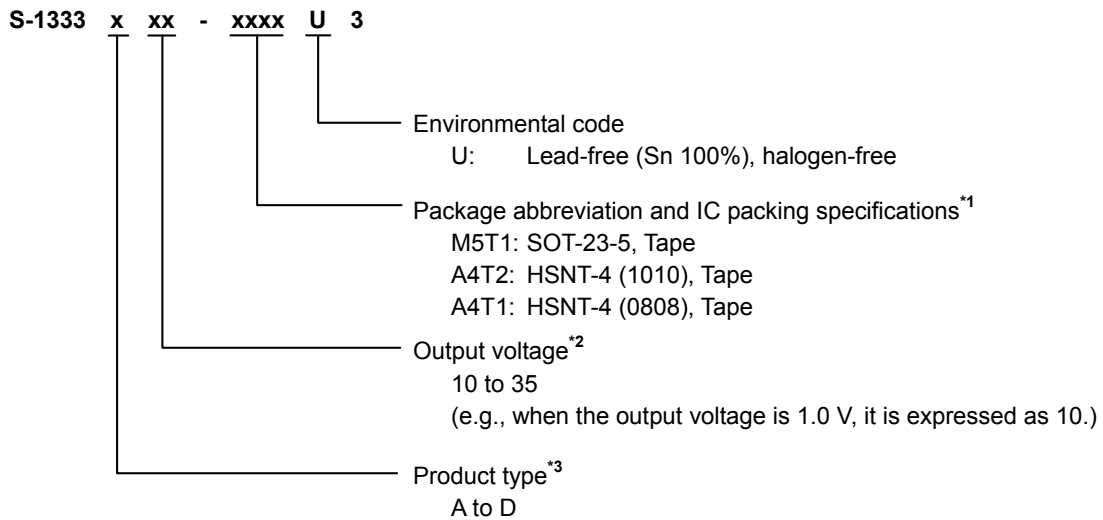 S-1333 x xx - xxxx U 3
Environmental code
U: Lead-free (Sn 100%), halogen-free
Package abbreviation and IC packing specifications*1
M5T1: SOT-23-5, Tape
A4T2: HSNT-4 (1010), Tape
A4T1: HSNT-4 (0808), Tape
Output voltage*2
10 to 35
(e.g., when the output voltage is 1.0 V, it is expressed as 10.)
Product type*3
A to D